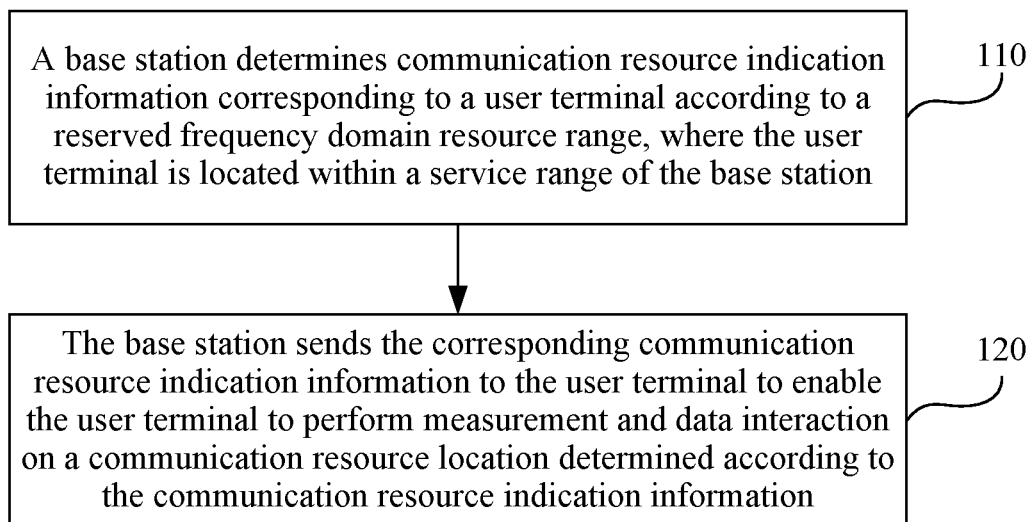 A base station determines communication resource indication
information corresponding to a user terminal according to a
reserved frequency domain resource range, where the user
terminal is located within a service range of the base station
110
The base station sends the corresponding communication
resource indication information to the user terminal to enable
the user terminal to perform measurement and data interaction
on a communication resource location determined according to
the communication resource indication information
120